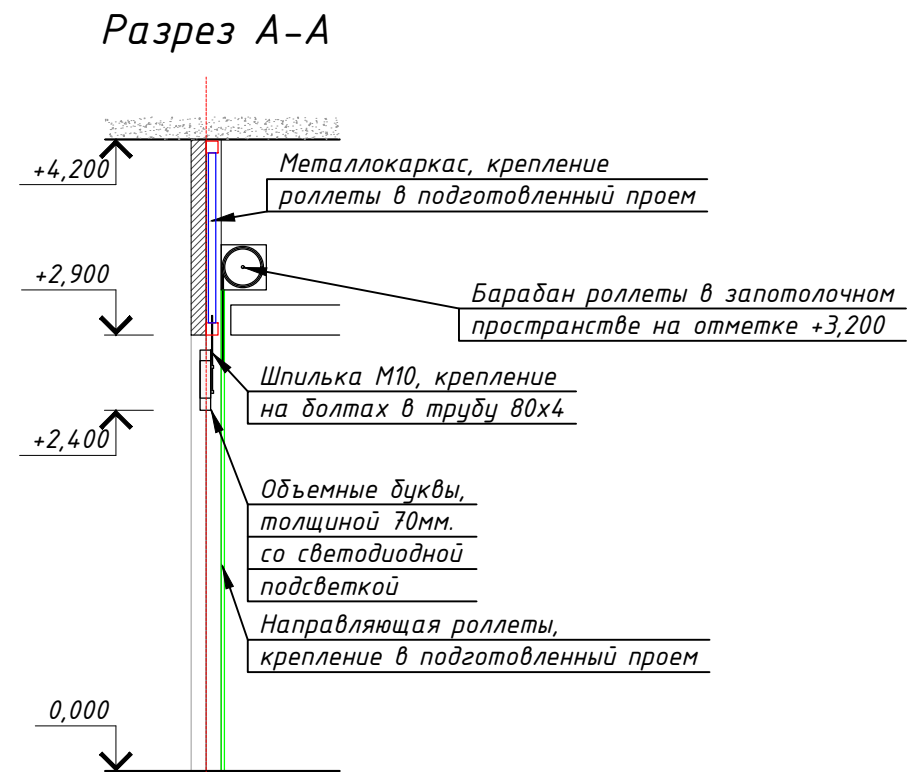 Разрез А-А
+4,200
Металлокаркас, крепление
роллеты в подготовленный проем
+2,900
Барабан роллеты в запотолочном
пространстве на отметке +3,200
Шпилька М10, крепление
на болтах в трубу 80х4
+2,400
Объемные буквы,
толщиной 70мм.
со светодиодной
подсветкой
Направляющая роллеты,
крепление в подготовленный проем
0,000